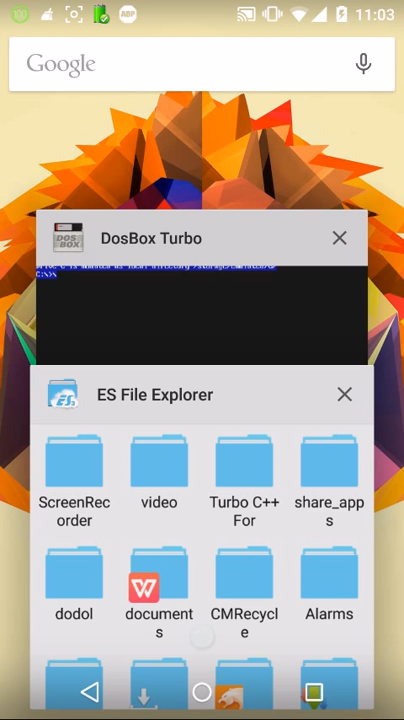 ABP
11:03
Google
DOS
BOX
DosBox Turbo
C:\>
ES File Explorer
ES
ScreenRec
order
video
Turbo C++
For
share_app
s
dodol
W
document
s
CMRecycl
e
Alarms